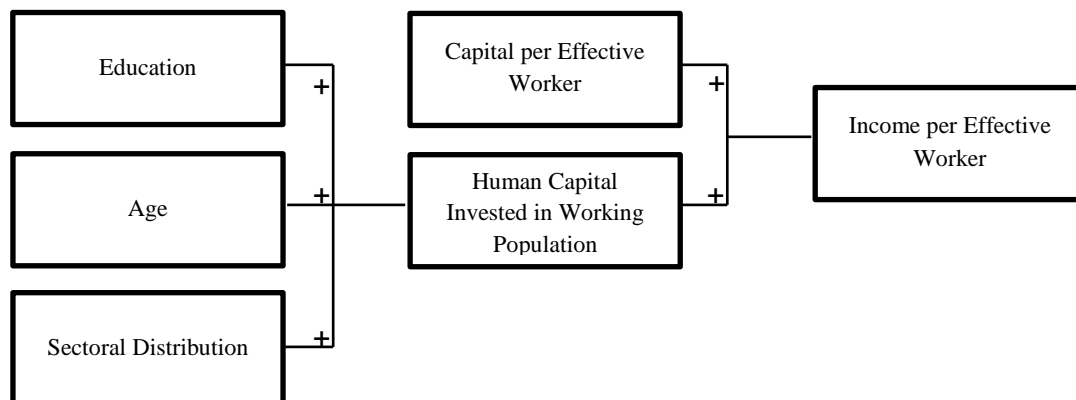 Education
+
Age
+
Sectoral Distribution
+
Capital per Effective
Worker
+
Human Capital
Invested in Working
Population
+
Income per Effective
Worker